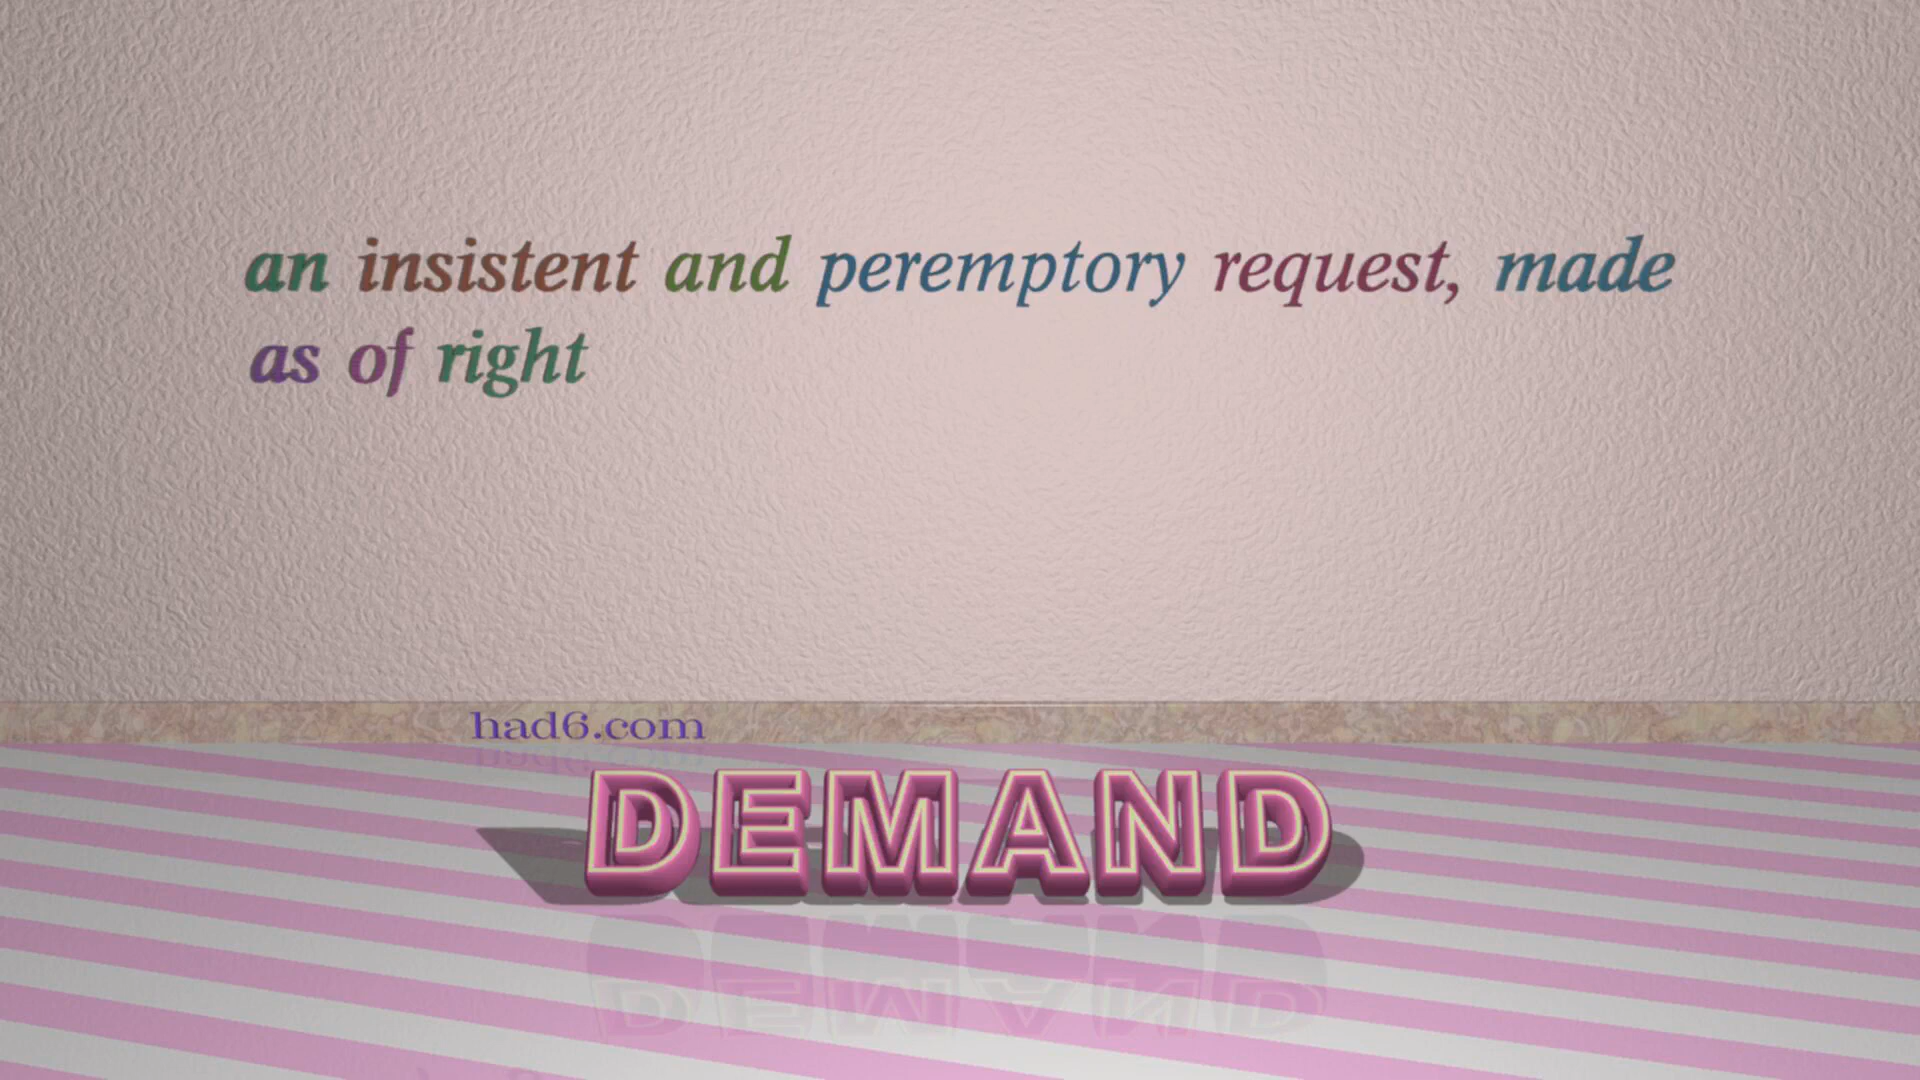 an insistent and peremptory request, made
as of right
had6.com
DEMAND